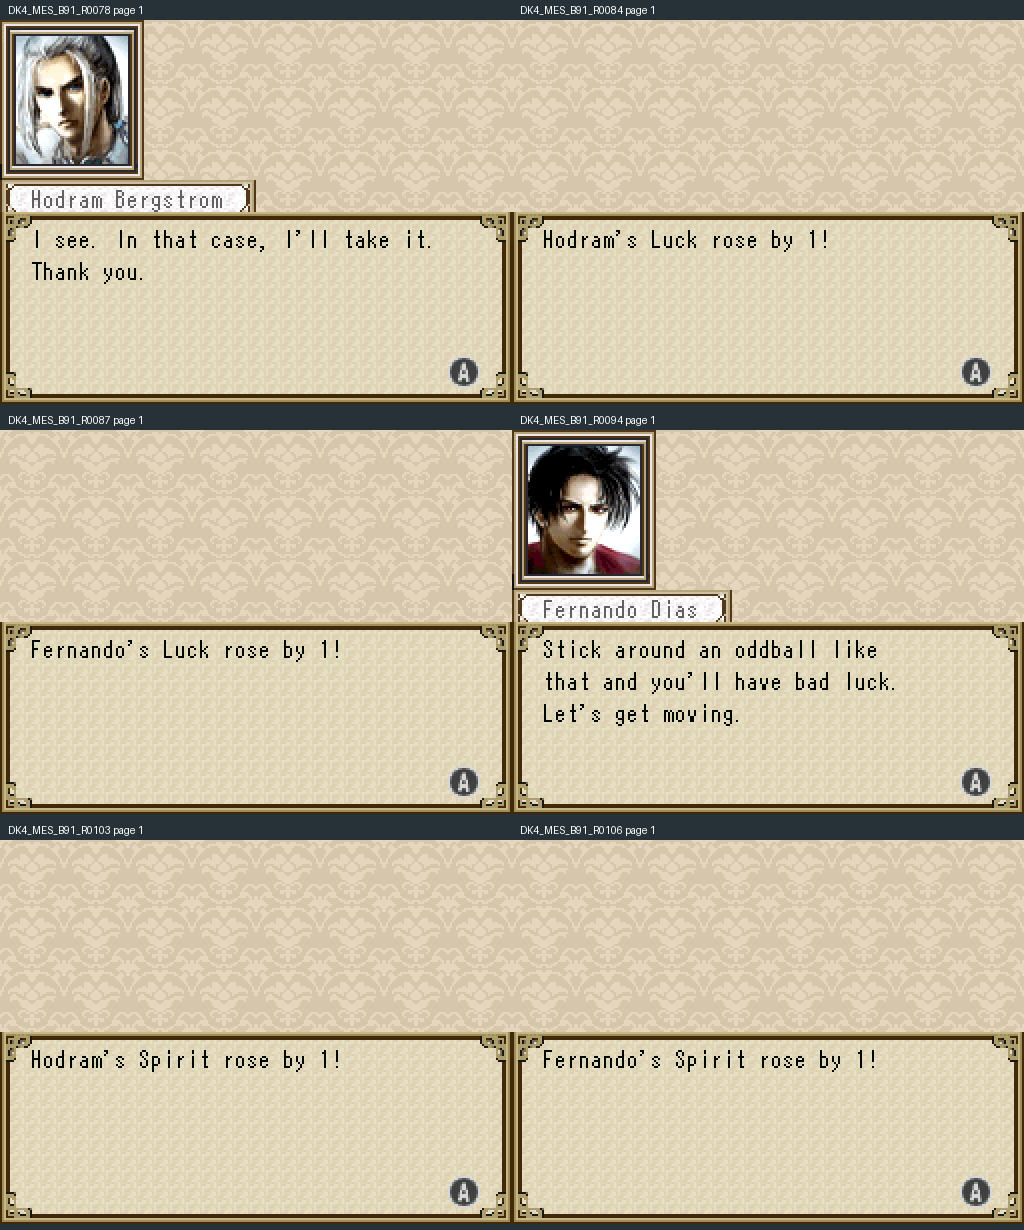 DK4_MES_B91_R0078 page 1
Hodram Bergstrom
I see. In that case, I'll take it.
Thank you.
A
DK4_MES_B91_R0084 page 1
Hodram's Luck rose by 1!
A
DK4_MES_B91_R0087 page 1
Fernando's Luck rose by 1!
A
DK4_MES_B91_R0094 page 1
Fernando Dias
Stick around an oddball like
that and you'll have bad luck.
Let's get moving.
A
DK4_MES_B91_R0103 page 1
Hodram's Spirit rose by 1!
A
DK4_MES_B91_R0106 page 1
Fernando's Spirit rose by 1!
A